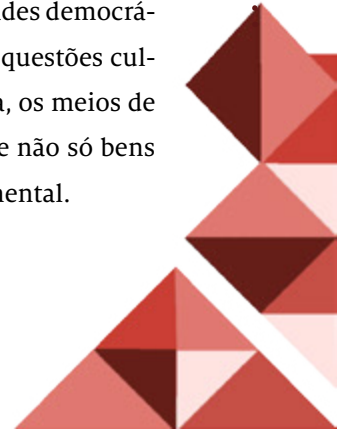 des democrá-
questões cul-
, os meios de
e não só bens
mental.